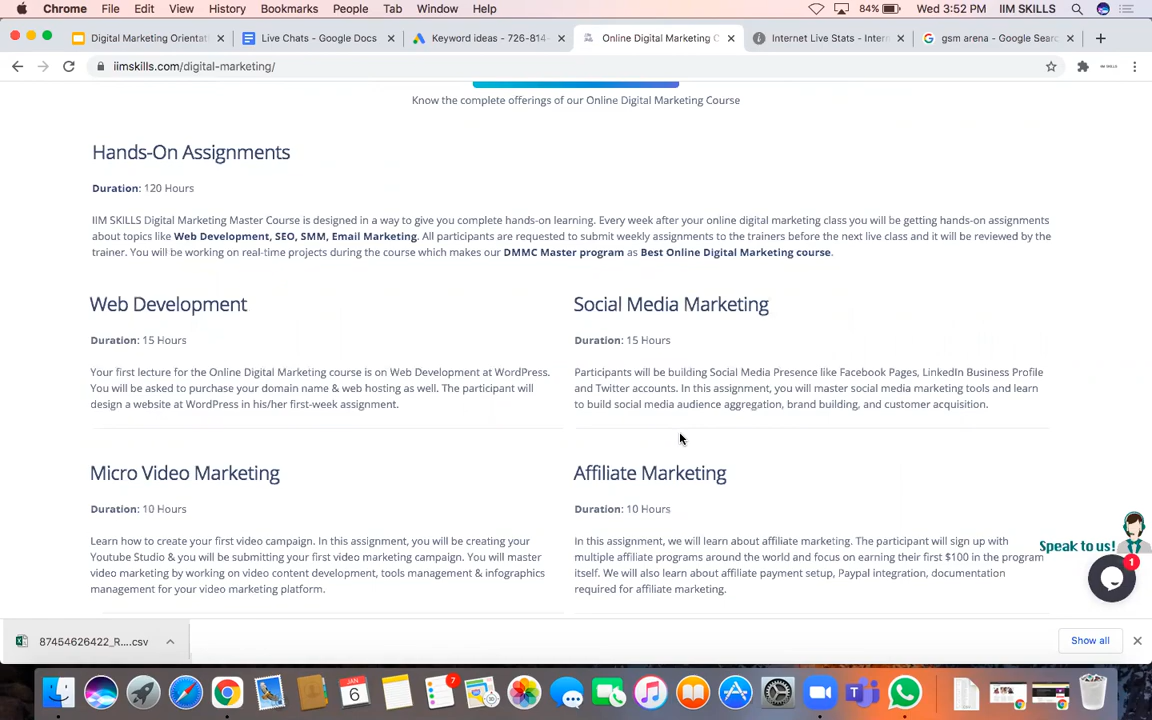 Chrome File Edit View History Bookmarks People Tab Window Help 84% Wed 3:52 PM IIM SKILLS
Digital Marketing Orientat Live Chats - Google Docs Keyword ideas - 726-814- Online Digital Marketing C Internet Live Stats - Intern gsm arena - Google Searc
iimskills.com/digital-marketing/
Know the complete offerings of our Online Digital Marketing Course
Hands-On Assignments
Duration: 120 Hours
IIM SKILLS Digital Marketing Master Course is designed in a way to give you complete hands-on learning. Every week after your online digital marketing class you will be getting hands-on assignments
about topics like Web Development, SEO, SMM, Email Marketing. All participants are requested to submit weekly assignments to the trainers before the next live class and it will be reviewed by the
trainer. You will be working on real-time projects during the course which makes our DMMC Master program as Best Online Digital Marketing course.
Web Development
Duration: 15 Hours
Your first lecture for the Online Digital Marketing course is on Web Development at WordPress.
You will be asked to purchase your domain name & web hosting as well. The participant will
design a website at WordPress in his/her first-week assignment.
Social Media Marketing
Duration: 15 Hours
Participants will be building Social Media Presence like Facebook Pages, LinkedIn Business Profile
and Twitter accounts. In this assignment, you will master social media marketing tools and learn
to build social media audience aggregation, brand building, and customer acquisition.
Micro Video Marketing
Duration: 10 Hours
Learn how to create your first video campaign. In this assignment, you will be creating your
Youtube Studio & you will be submitting your first video marketing campaign. You will master
video marketing by working on video content development, tools management & infographics
management for your video marketing platform.
Affiliate Marketing
Duration: 10 Hours
In this assignment, we will learn about affiliate marketing. The participant will sign up with
multiple affiliate programs around the world and focus on earning their first $100 in the program
itself. We will also learn about affiliate payment setup, Paypal integration, documentation
required for affiliate marketing.
Speak to us!
1
87454626422_R....csv
Show all
JAN
6
7